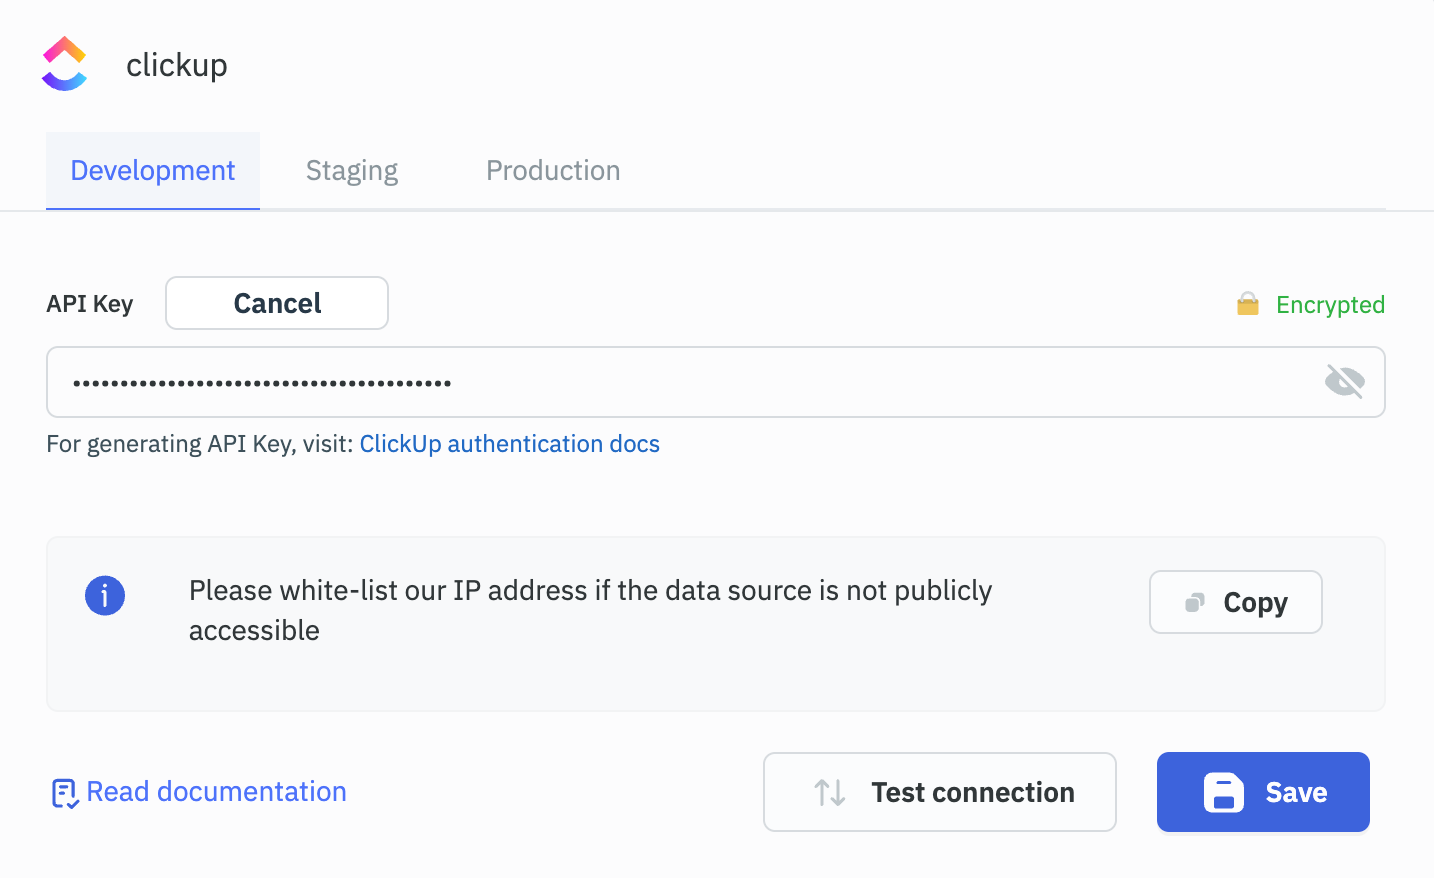 clickup
Development Staging Production
API Key Cancel Encrypted
••••••••••••••••••••••••••••••••••••••••
For generating API Key, visit: ClickUp authentication docs
Please white-list our IP address if the data source is not publicly
accessible
Copy
Read documentation Test connection Save